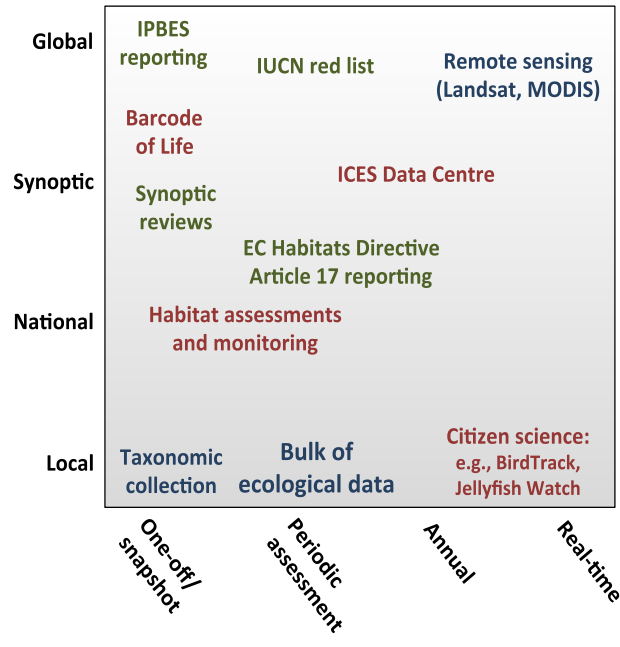 Global
IPBES
reporting
IUCN red list
Remote sensing
(Landsat, MODIS)
Barcode
of Life
Synoptic
ICES Data Centre
Synoptic
reviews
EC Habitats Directive
Article 17 reporting
National
Habitat assessments
and monitoring
Local
Taxonomic
collection
Bulk of
ecological data
Citizen science:
e.g., BirdTrack,
Jellyfish Watch
One-off/
snapshot
Periodic
assessment
Annual
Real-time